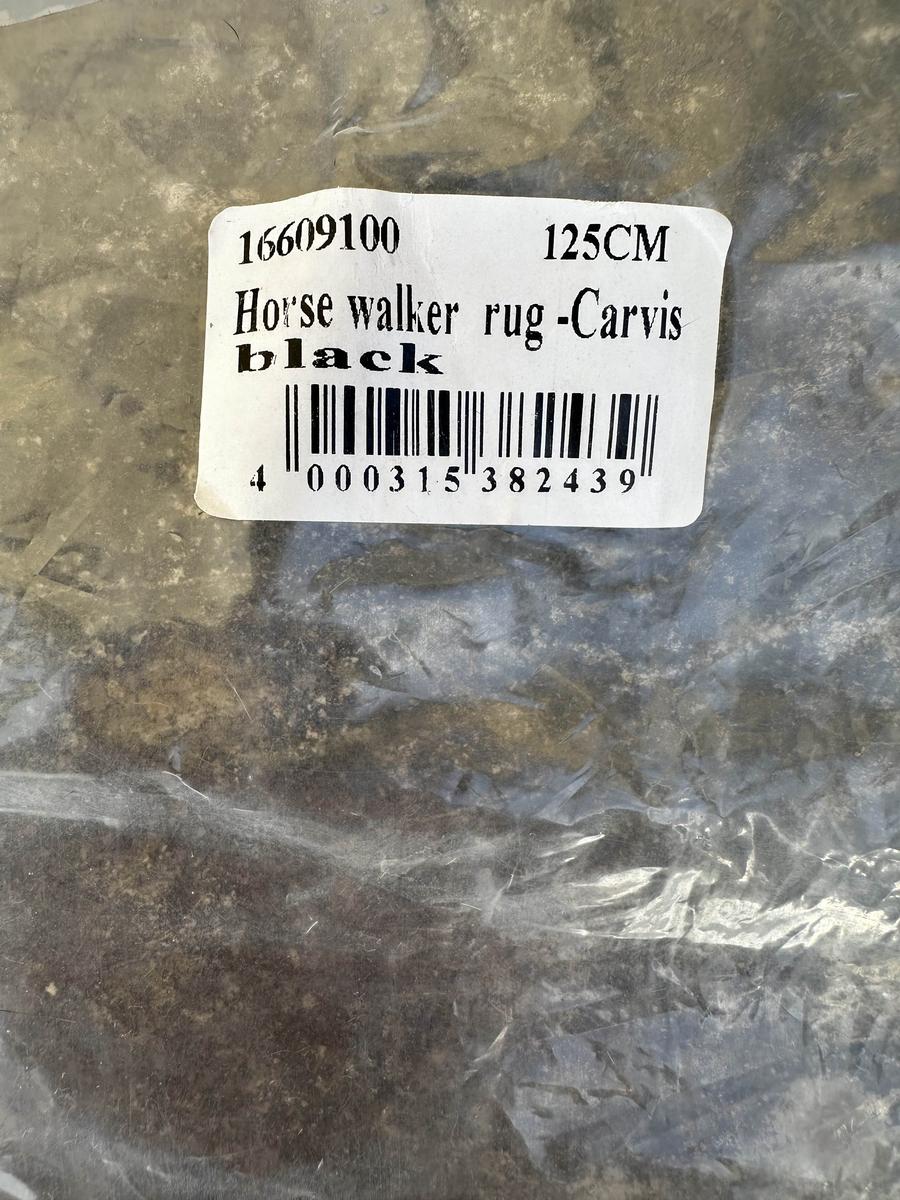 16609100 125CM
Horse walker rug -Carvis
black
4 000315 382439